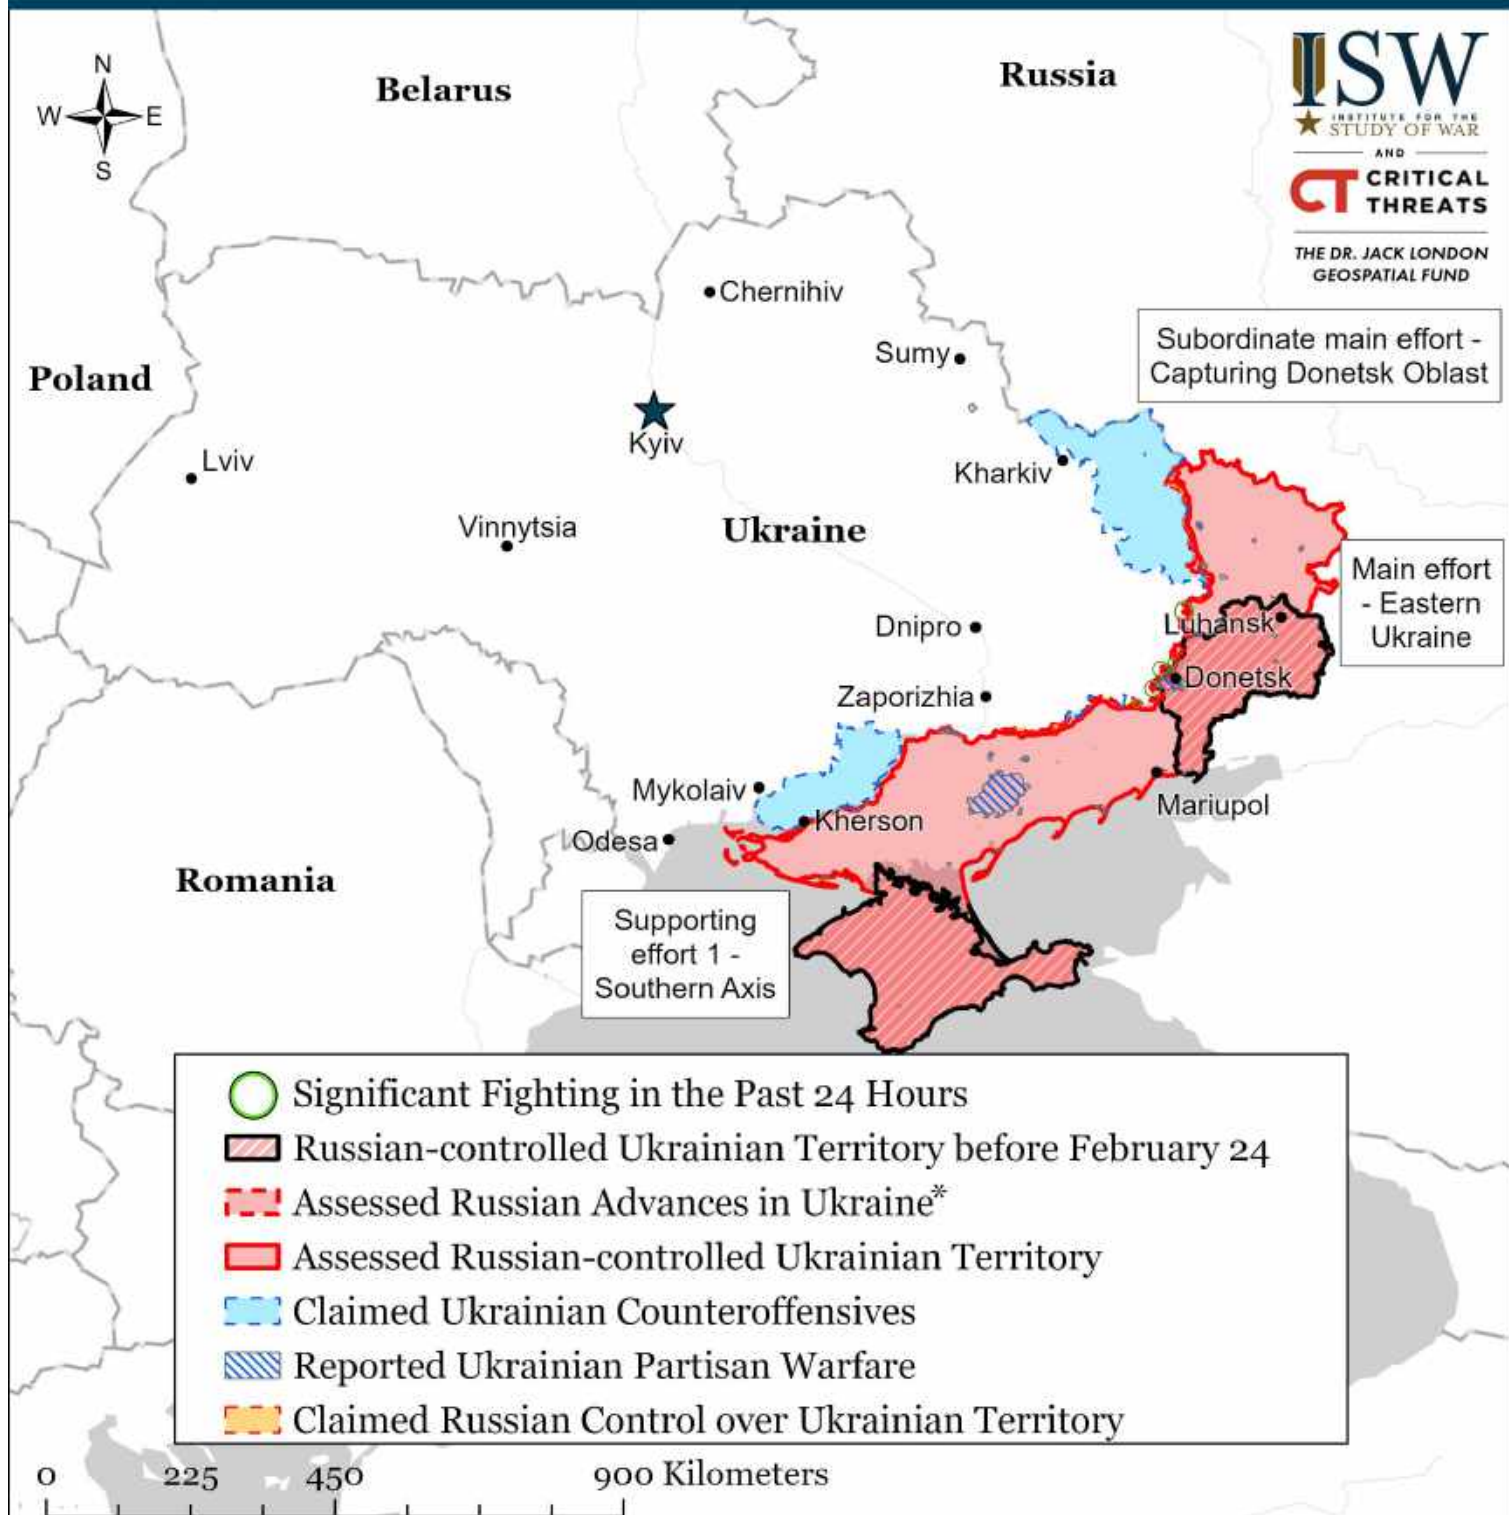 N
W E
S
Belarus
Russia
ISW
INSTITUTE FOR THE
STUDY OF WAR
AND
CT CRITICAL
THREATS
THE DR. JACK LONDON
GEOSPATIAL FUND
Chernihiv
Subordinate main effort -
Capturing Donetsk Oblast
Sumy
Poland
Kyiv
Lviv
Kharkiv
Vinnytsia
Ukraine
Main effort
- Eastern
Ukraine
Dnipro
Luhansk
Donetsk
Zaporizhia
Mykolaiv
Mariupol
Kherson
Odesa
Romania
Supporting
effort 1 -
Southern Axis
Significant Fighting in the Past 24 Hours
Russian-controlled Ukrainian Territory before February 24
Assessed Russian Advances in Ukraine*
Assessed Russian-controlled Ukrainian Territory
Claimed Ukrainian Counteroffensives
Reported Ukrainian Partisan Warfare
Claimed Russian Control over Ukrainian Territory
0 225 450 900 Kilometers